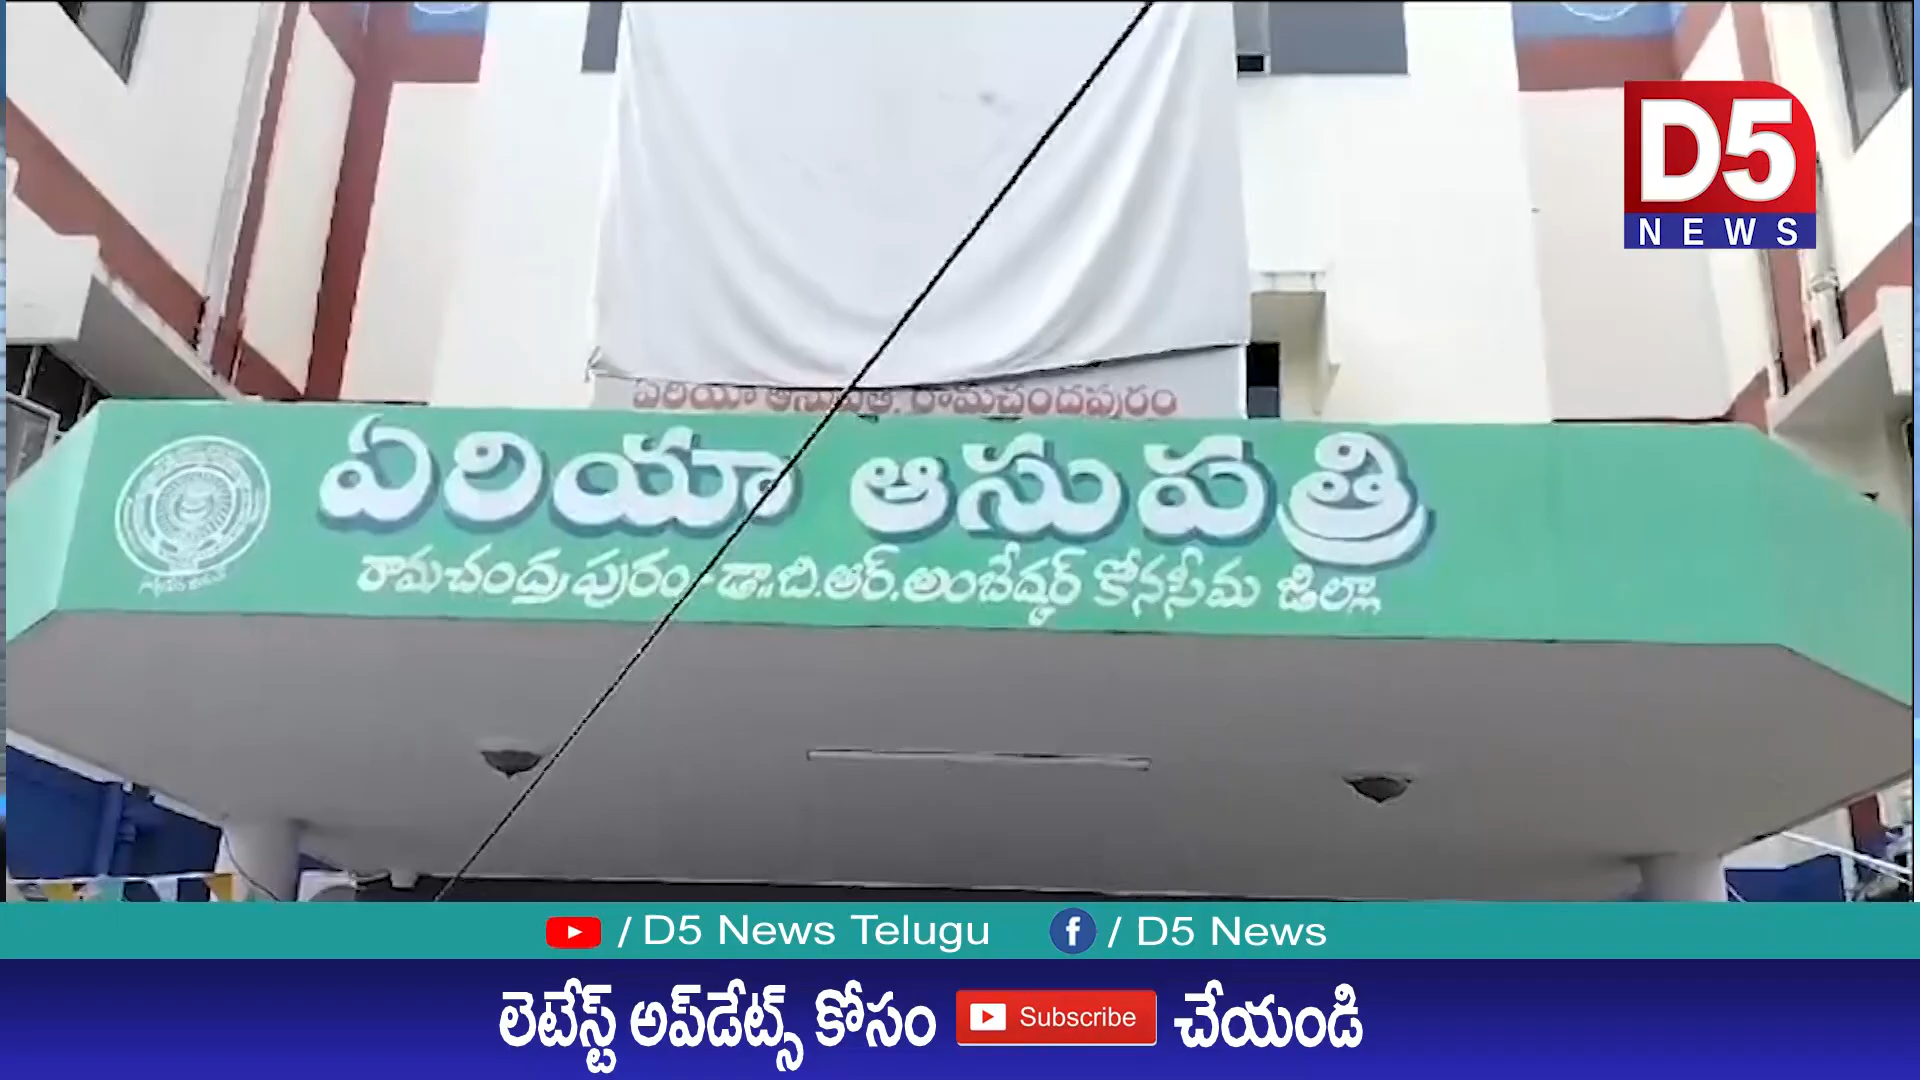 D5
NEWS
ఏరియా ఆసుపత్రి, రామచంద్రపురం
ఏరియా ఆసుపత్రి
రామచంద్రపురం - డా.బి.ఆర్.అంబేద్కర్ కోనసీమ జిల్లా
/ D5 News Telugu / D5 News
లెటేస్ట్ అప్‌డేట్స్ కోసం Subscribe చేయండి